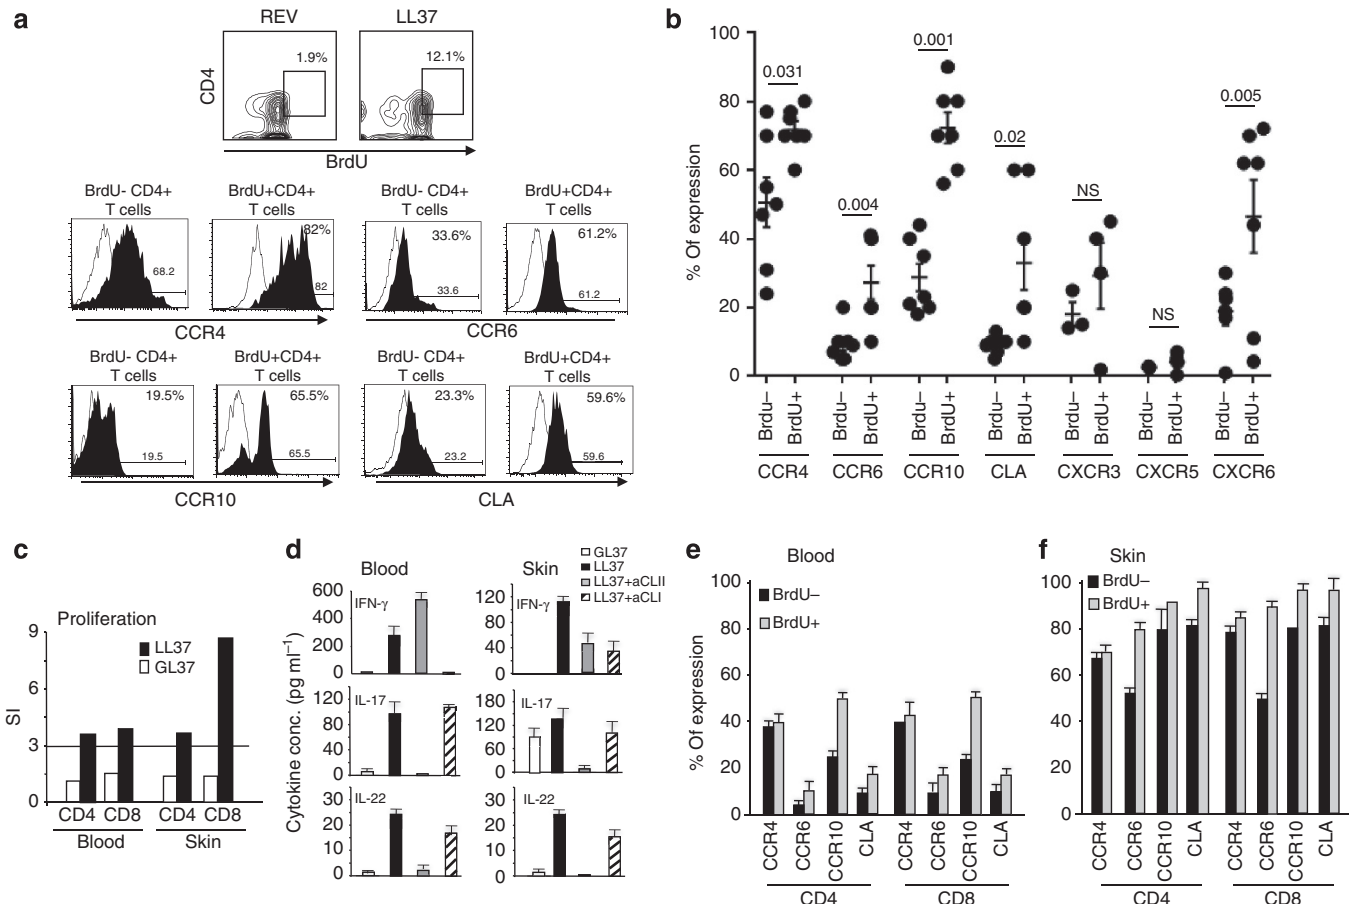 a
REV
LL37
CD4
1.9%
12.1%
BrdU
BrdU- CD4+
T cells
BrdU+CD4+
T cells
BrdU- CD4+
T cells
BrdU+CD4+
T cells
68.2
82%
82
33.6%
33.6
61.2%
61.2
CCR4
CCR6
BrdU- CD4+
T cells
BrdU+CD4+
T cells
BrdU- CD4+
T cells
BrdU+CD4+
T cells
19.5%
19.5
65.5%
65.5
23.3%
23.2
59.6%
59.6
CCR10
CLA
b
% Of expression
100
80
60
40
20
0
0.031
0.004
0.001
0.02
NS
NS
0.005
Brdu–
BrdU+
Brdu-
BrdU+
Brdu-
BrdU+
Brdu-
BrdU+
Brdu-
BrdU+
Brdu-
BrdU+
Brdu-
BrdU+
CCR4
CCR6
CCR10
CLA
CXCR3
CXCR5
CXCR6
c
Proliferation
LL37
GL37
SI
9
6
3
0
CD4 CD8 CD4 CD8
Blood
Skin
d
Blood
Skin
GL37
LL37
LL37+aCLII
LL37+aCLI
Cytokine conc. (pg ml–1)
IFN-γ
600
400
200
0
IFN-γ
120
80
40
0
IL-17
120
80
40
0
IL-17
180
120
60
0
IL-22
30
20
10
0
IL-22
30
20
10
0
e
Blood
BrdU–
BrdU+
% Of expression
100
80
60
40
20
0
CCR4
CCR6
CCR10
CLA
CCR4
CCR6
CCR10
CLA
CD4
CD8
f
Skin
BrdU–
BrdU+
100
80
60
40
20
0
CCR4
CCR6
CCR10
CLA
CCR4
CCR6
CCR10
CLA
CD4
CD8